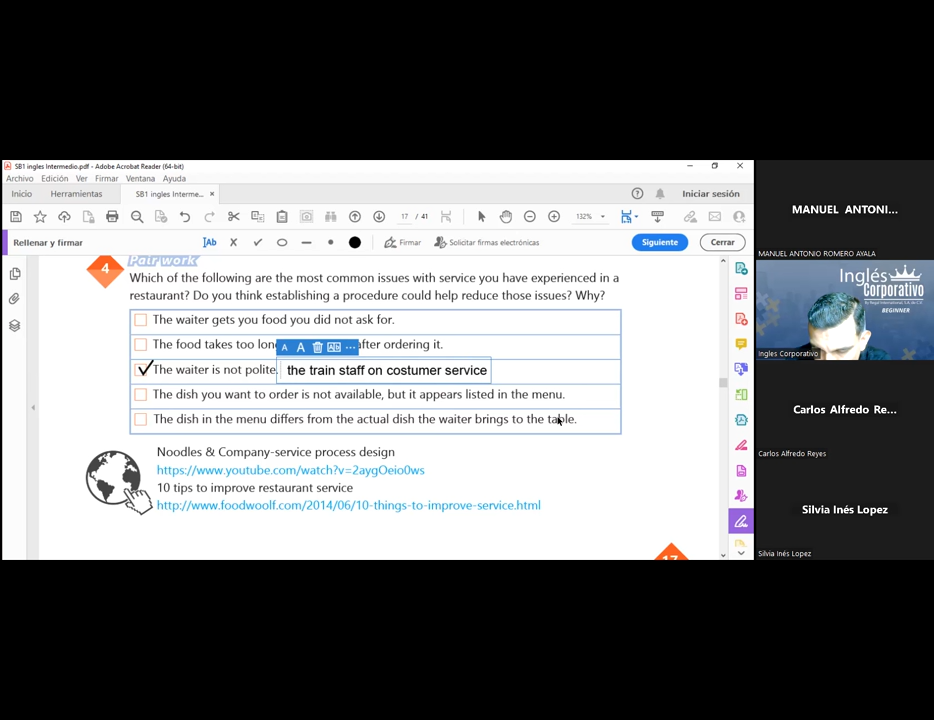 SB1 ingles Intermedio.pdf - Adobe Acrobat Reader (64-bit)
Archivo Edición Ver Firmar Ventana Ayuda
Inicio Herramientas SB1 ingles Interme... × Iniciar sesión
17 / 41 132%
Rellenar y firmar Ab Firmar Solicitar firmas electrónicas Siguiente Cerrar
4 Pair work
Which of the following are the most common issues with service you have experienced in a
restaurant? Do you think establishing a procedure could help reduce those issues? Why?
The waiter gets you food you did not ask for.
The food takes too lon after ordering it.
The waiter is not polite. the train staff on costumer service
The dish you want to order is not available, but it appears listed in the menu.
The dish in the menu differs from the actual dish the waiter brings to the table.
Noodles & Company-service process design
https://www.youtube.com/watch?v=2aygOeio0ws
10 tips to improve restaurant service
http://www.foodwoolf.com/2014/06/10-things-to-improve-service.html
17
MANUEL ANTONI...
MANUEL ANTONIO ROMERO AYALA
Inglés
Corporativo
BEGINNER
Ingles Corporativo
Carlos Alfredo Re...
Carlos Alfredo Reyes
Silvia Inés Lopez
Silvia Inés Lopez